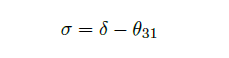 σ = δ − θ₃₁